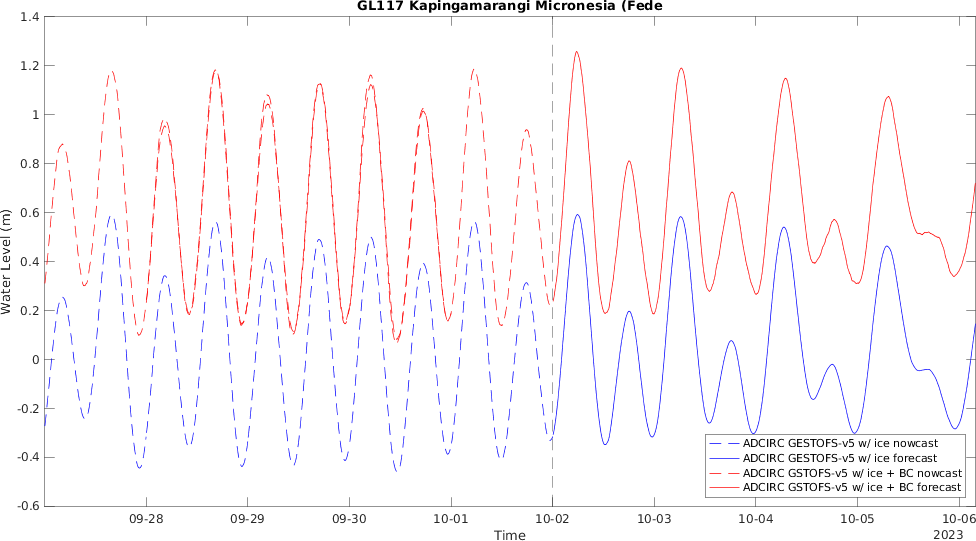 GL117 Kapingamarangi Micronesia (Fede
Water Level (m)
1.4
1.2
1
0.8
0.6
0.4
0.2
0
-0.2
-0.4
-0.6
ADCIRC GESTOFS-v5 w/ ice nowcast
ADCIRC GESTOFS-v5 w/ ice forecast
ADCIRC GSTOFS-v5 w/ ice + BC nowcast
ADCIRC GSTOFS-v5 w/ ice + BC forecast
09-28 09-29 09-30 10-01 10-02 10-03 10-04 10-05 10-06
Time
2023